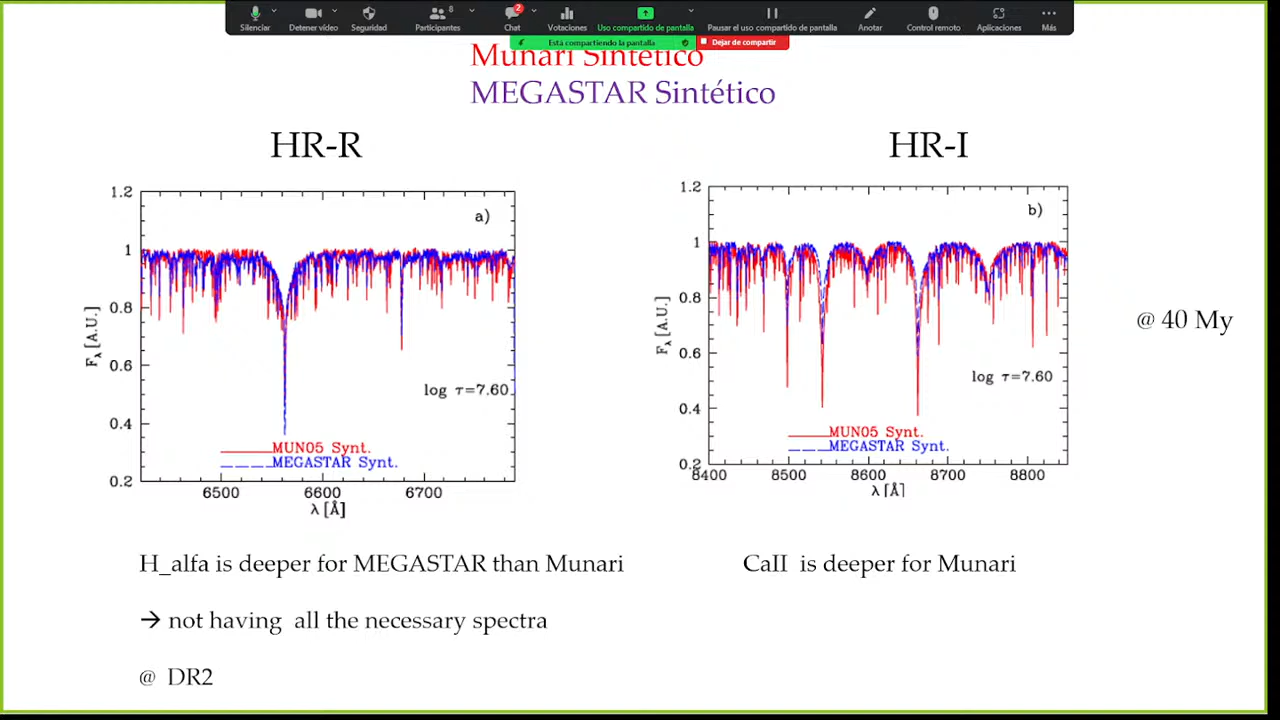 Silenciar
Detener video
Seguridad
8
Participantes
2
Chat
Votaciones
Uso compartido de pantalla
Pausar el uso compartido de pantalla
Anotar
Control remoto
Aplicaciones
Más
Está compartiendo la pantalla
Dejar de compartir
Munari Sintético
MEGASTAR Sintético
HR-R
HR-I
1.2
1
0.8
0.6
0.4
0.2
Fλ [A.U.]
a)
log τ=7.60
MUN05 Synt.
MEGASTAR Synt.
6500
6600
6700
λ [Å]
1.2
1
0.8
0.6
0.4
0.2
Fλ [A.U.]
b)
log τ=7.60
MUN05 Synt.
MEGASTAR Synt.
8400
8500
8600
8700
8800
λ [Å]
@ 40 My
H_alfa is deeper for MEGASTAR than Munari
CaII is deeper for Munari
→ not having all the necessary spectra
@ DR2